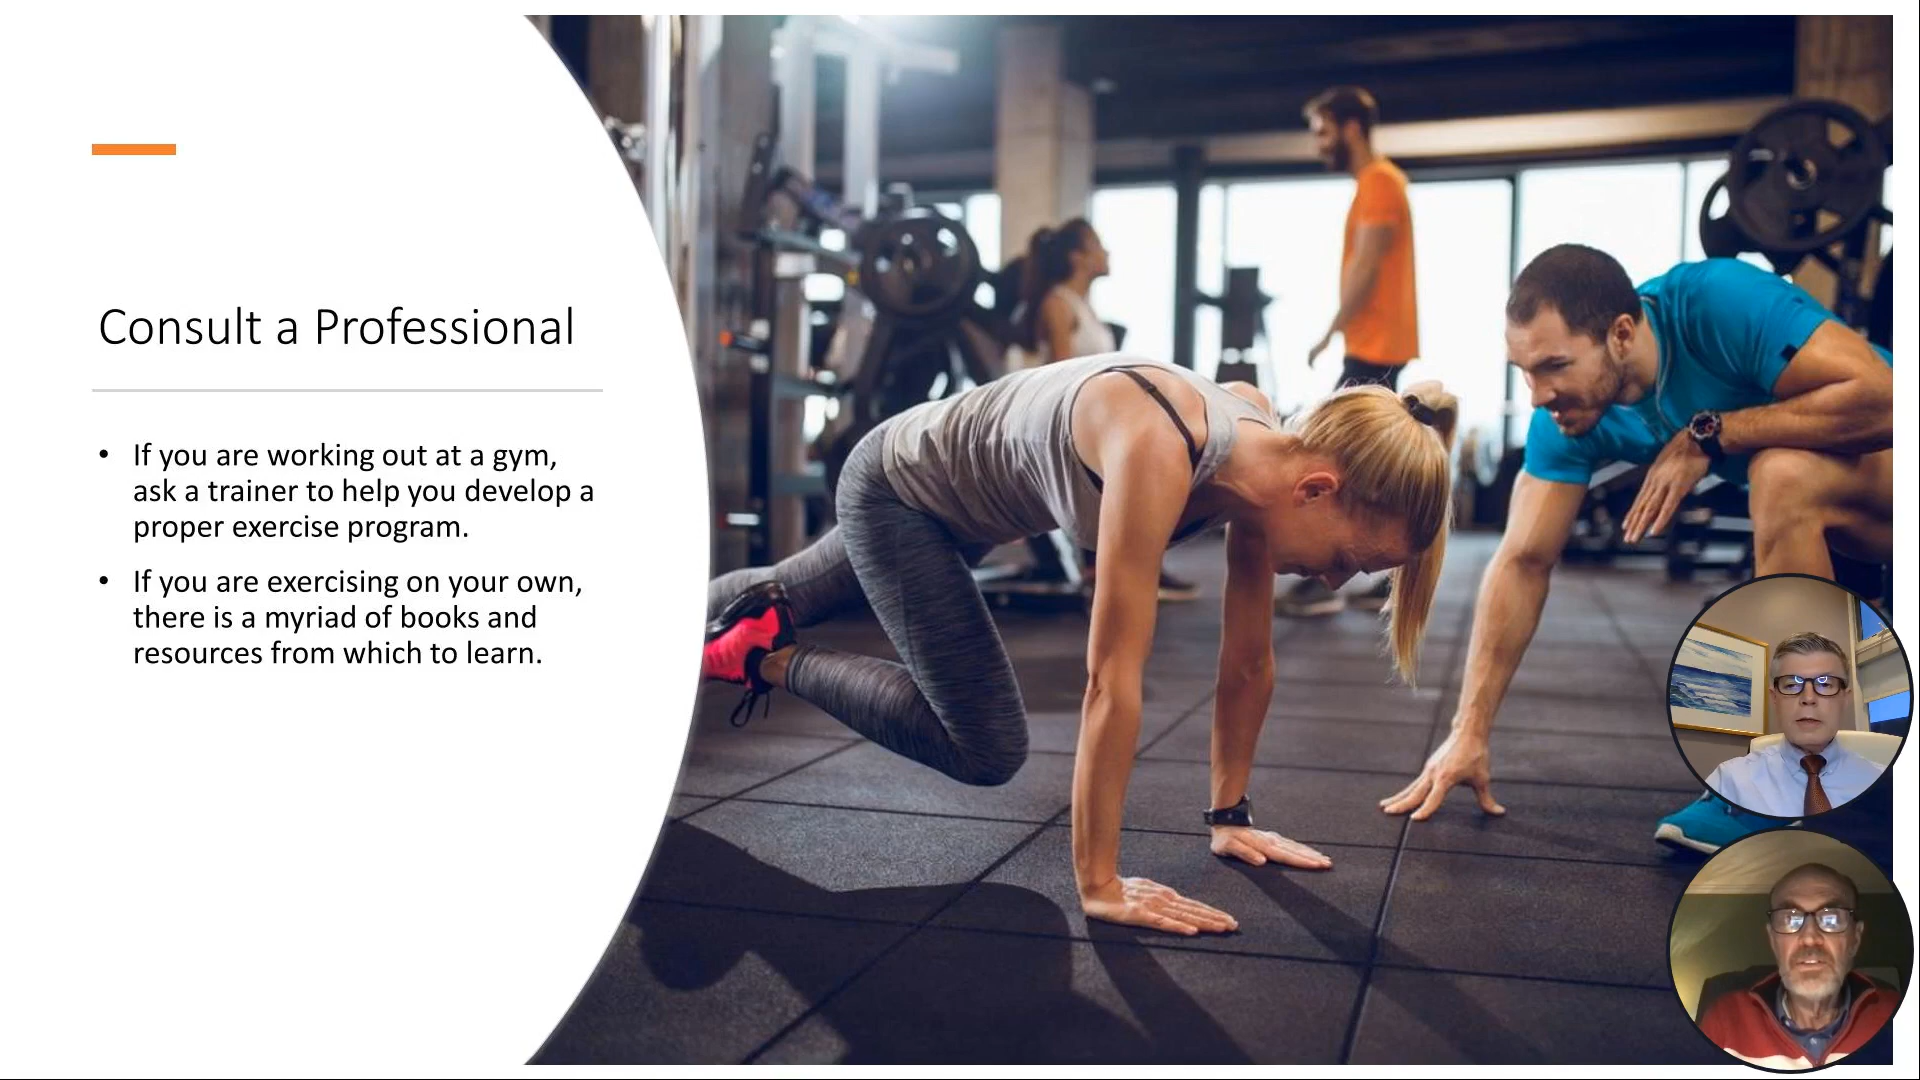 Consult a Professional
• If you are working out at a gym,
ask a trainer to help you develop a
proper exercise program.
• If you are exercising on your own,
there is a myriad of books and
resources from which to learn.